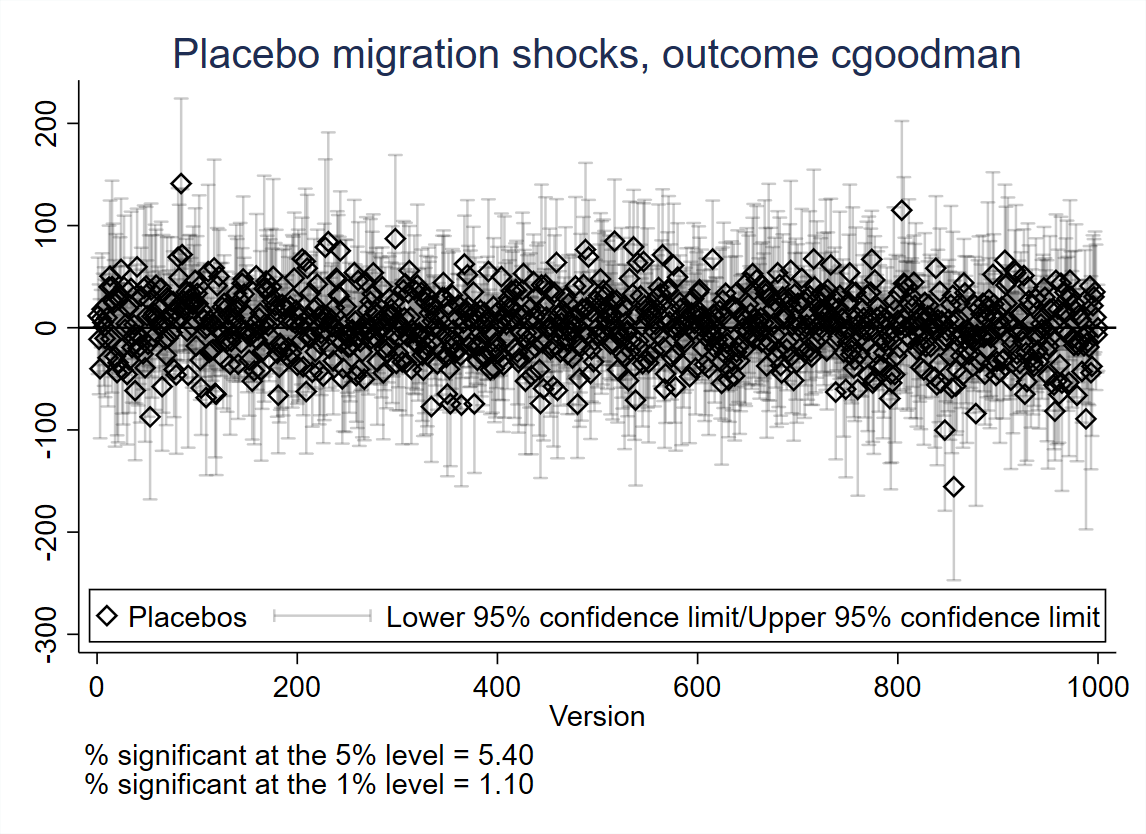 Placebo migration shocks, outcome cgoodman
200
100
0
-100
-200
-300
Placebos Lower 95% confidence limit/Upper 95% confidence limit
0 200 400 600 800 1000
Version
% significant at the 5% level = 5.40
% significant at the 1% level = 1.10